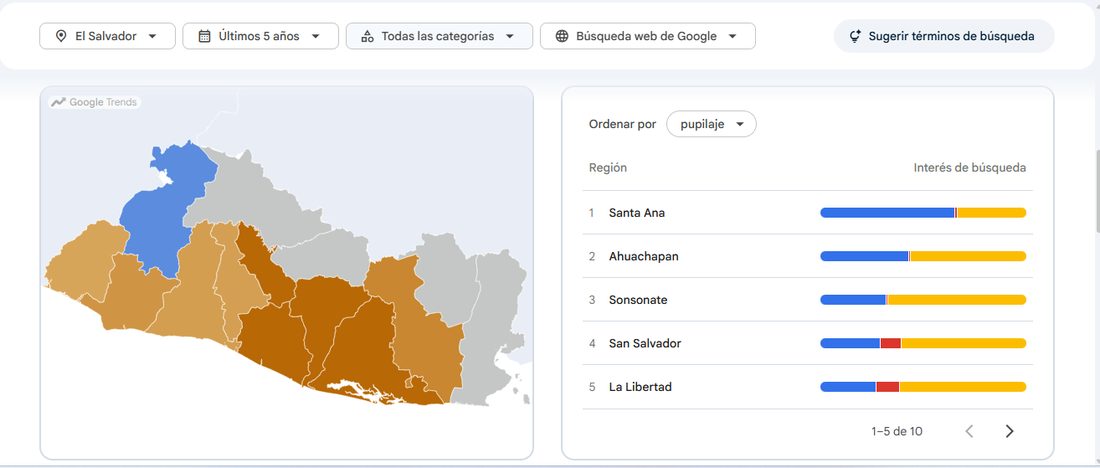 El Salvador Últimos 5 años Todas las categorías Búsqueda web de Google Sugerir términos de búsqueda
Google Trends
Ordenar por pupilaje
Región Interés de búsqueda
1 Santa Ana
2 Ahuachapan
3 Sonsonate
4 San Salvador
5 La Libertad
1–5 de 10